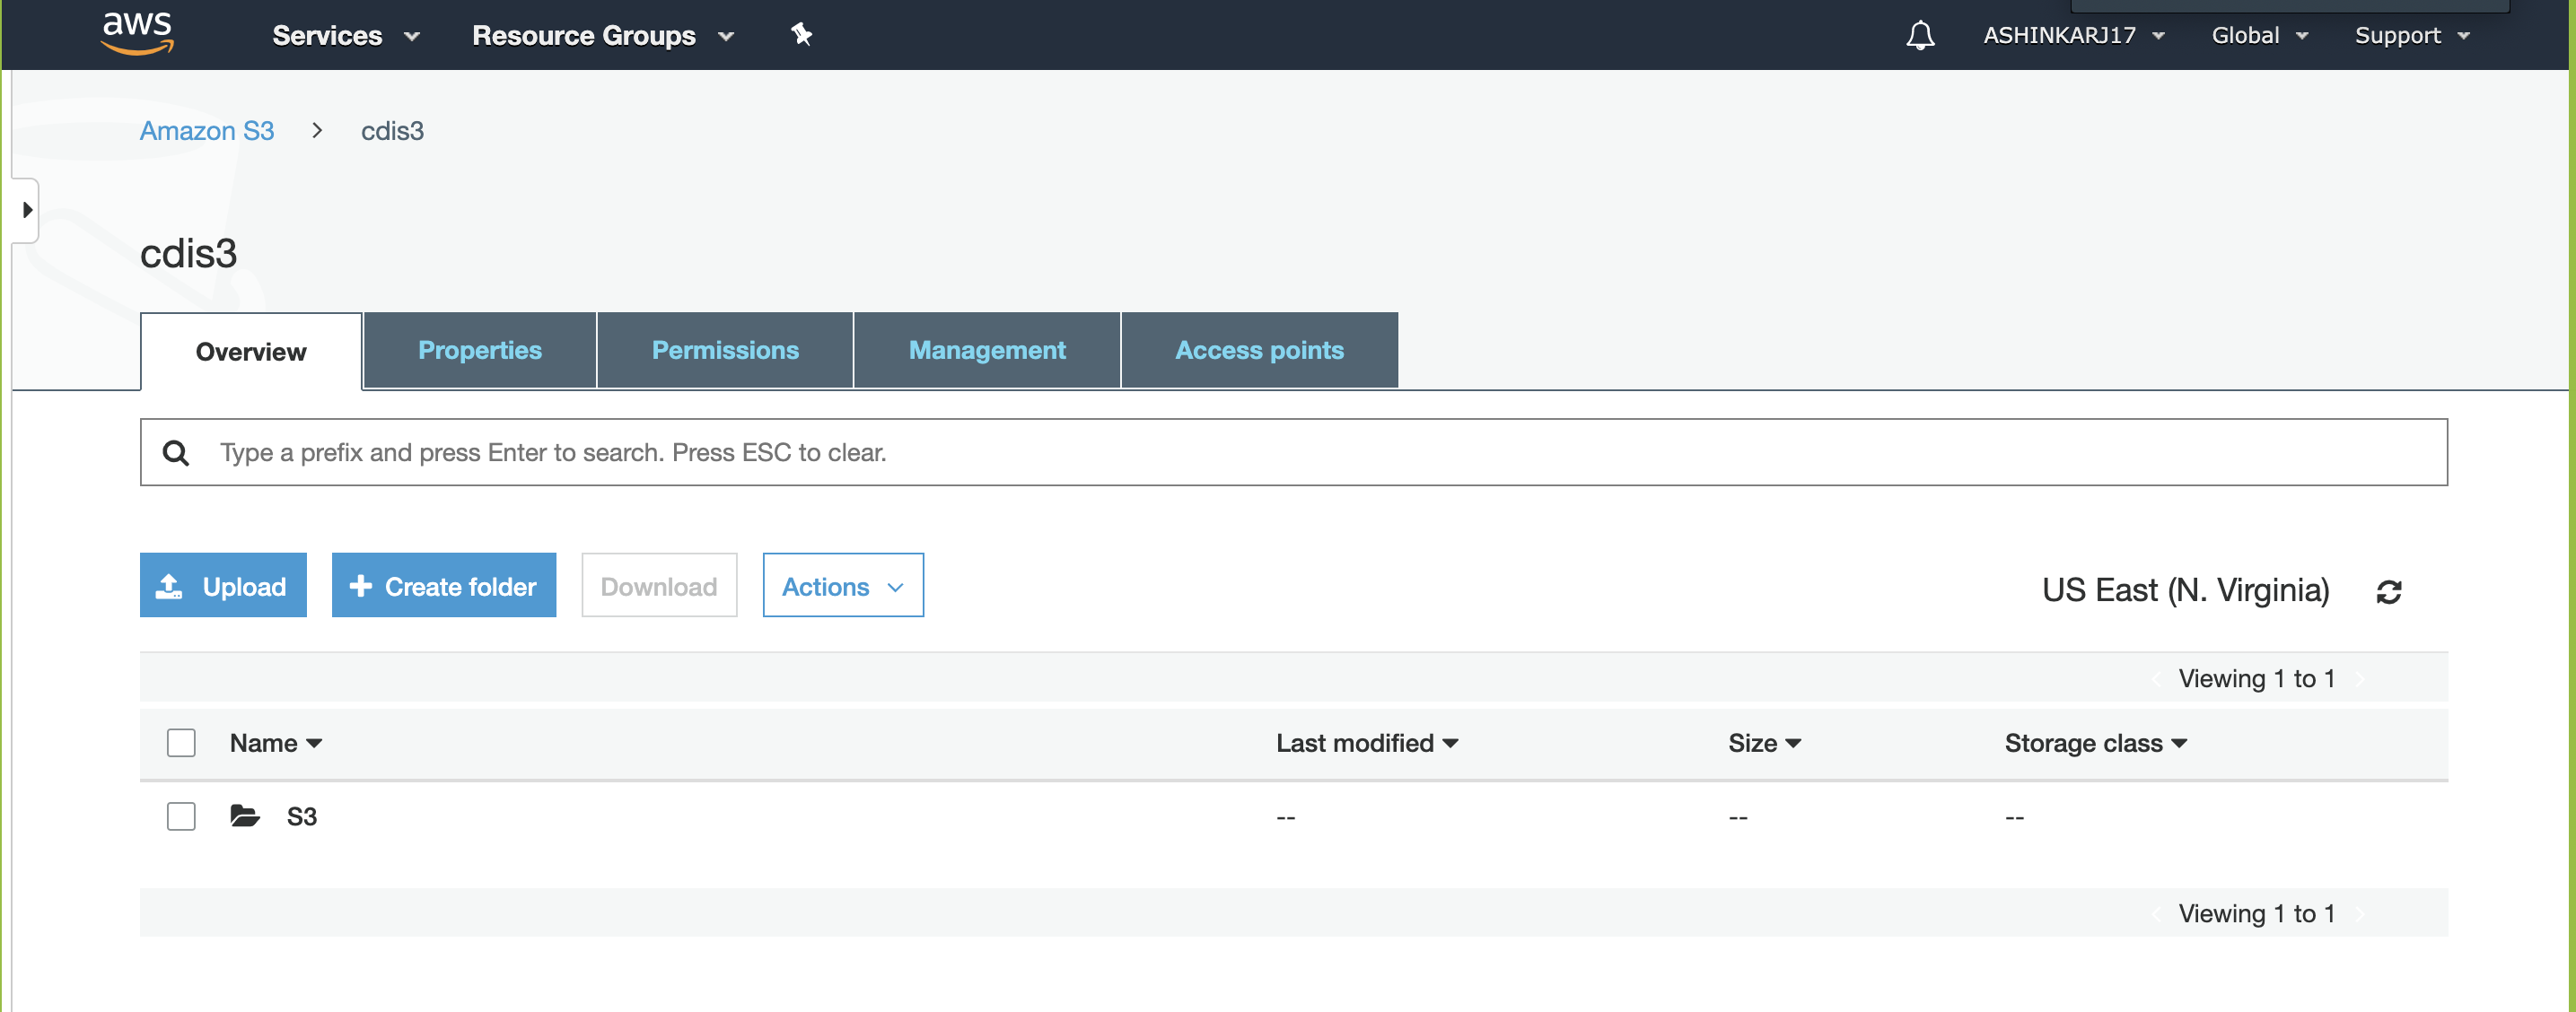 aws Services Resource Groups ASHINKARJ17 Global Support
Amazon S3 > cdis3
cdis3
Overview Properties Permissions Management Access points
Type a prefix and press Enter to search. Press ESC to clear.
Upload Create folder Download Actions US East (N. Virginia)
Viewing 1 to 1
Name Last modified Size Storage class
S3 -- -- --
Viewing 1 to 1